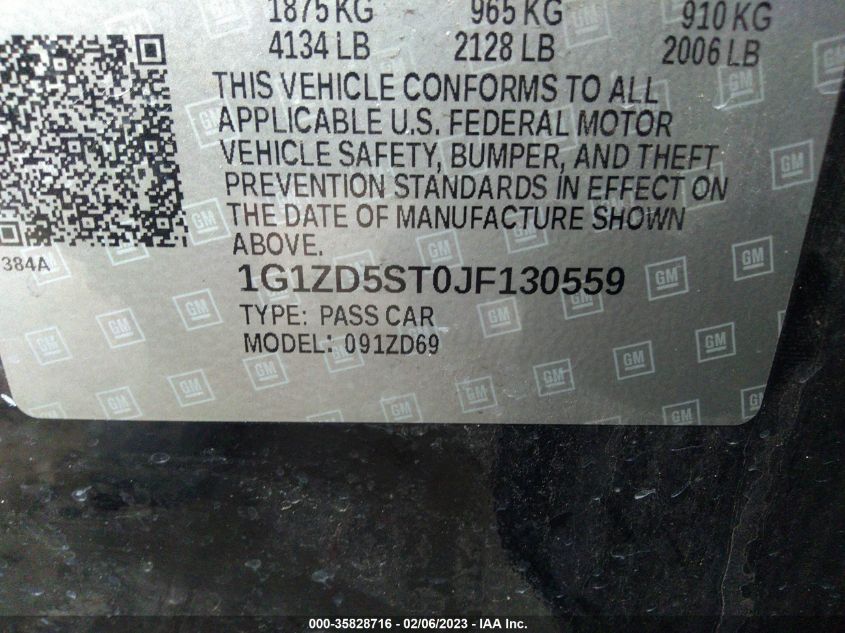 1875 KG 965 KG 910 KG
4134 LB 2128 LB 2006 LB
THIS VEHICLE CONFORMS TO ALL
APPLICABLE U.S. FEDERAL MOTOR
VEHICLE SAFETY, BUMPER, AND THEFT
PREVENTION STANDARDS IN EFFECT ON
THE DATE OF MANUFACTURE SHOWN
ABOVE.
384A
1G1ZD5ST0JF130559
TYPE: PASS CAR
MODEL: 091ZD69
000-35828716 - 02/06/2023 - IAA Inc.